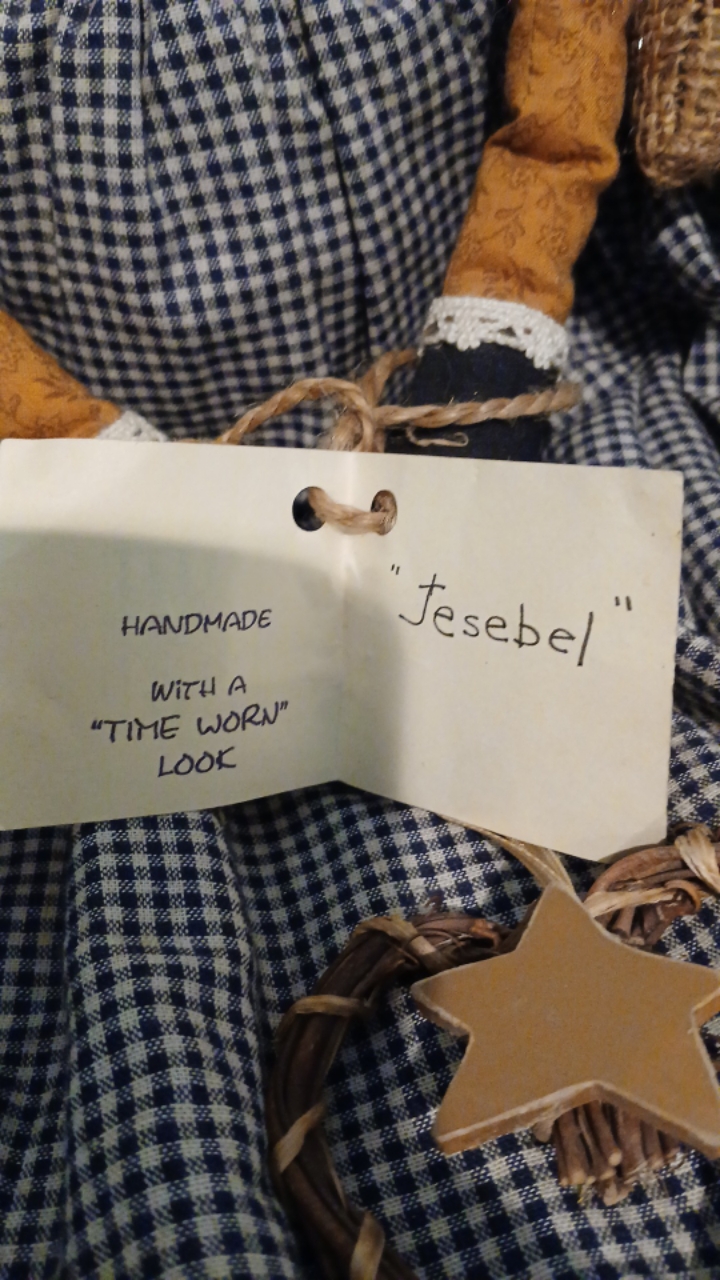 HANDMADE
WITH A
"TIME WORN"
LOOK
"Jesebel"